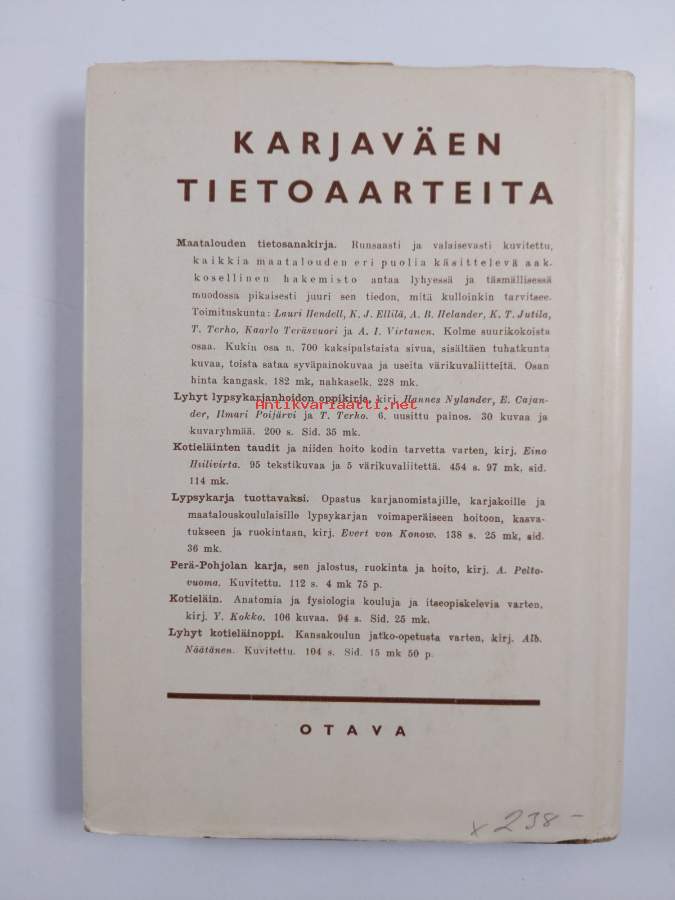 KARJAVÄEN
TIETOAARTEITA
Maatalouden tietosanakirja. Runsaasti ja valaisevasti kuvitettu,
kaikkia maatalouden eri puolia käsittelevä aak-
kosellinen hakemisto antaa lyhyessä ja täsmällisessä
muodossa pikaisesti juuri sen tiedon, mitä kulloinkin tarvitsee.
Toimituskunta: Lauri Hendell, K. J. Ellilä, A. B. Helander, K. T. Jutila,
T. Terho, Kaarlo Teräsvuori ja A. I. Virtanen. Kolme suurikokoista
osaa. Kukin osa n. 700 kaksipalstaista sivua, sisältäen tuhatkunta
kuvaa, toista sataa syväpainokuvaa ja useita värikuvaliitteitä. Osan
hinta kangask. 182 mk, nahkaselk. 228 mk.
Antikvariaatti.net
Lyhyt lypsykarjanhoidon oppikirja, kirj. Hannes Nylander, E. Cajan-
der, Ilmari Poijärvi ja T. Terho. 6. uusittu painos. 30 kuvaa ja
kuvaryhmää. 200 s. Sid. 35 mk.
Kotieläinten taudit ja niiden hoito kodin tarvetta varten, kirj. Eino
Hiilivirta. 95 tekstikuvaa ja 5 värikuvaliitettä. 454 s. 97 mk, sid.
114 mk.
Lypsykarja tuottavaksi. Opastus karjanomistajille, karjakoille ja
maatalouskoululaisille lypsykarjan voimaperäiseen hoitoon, kasva-
tukseen ja ruokintaan, kirj. Evert von Konow. 138 s. 25 mk, sid.
36 mk.
Perä-Pohjolan karja, sen jalostus, ruokinta ja hoito, kirj. A. Pelto-
vuoma. Kuvitettu. 112 s. 4 mk 75 p.
Kotieläin. Anatomia ja fysiologia kouluja ja itseopiskelevia varten,
kirj. Y. Kokko. 106 kuvaa. 94 s. Sid. 25 mk.
Lyhyt kotieläinoppi. Kansakoulun jatko-opetusta varten, kirj. Alb.
Näätänen. Kuvitettu. 104 s. Sid. 15 mk 50 p.
OTAVA
x 238-